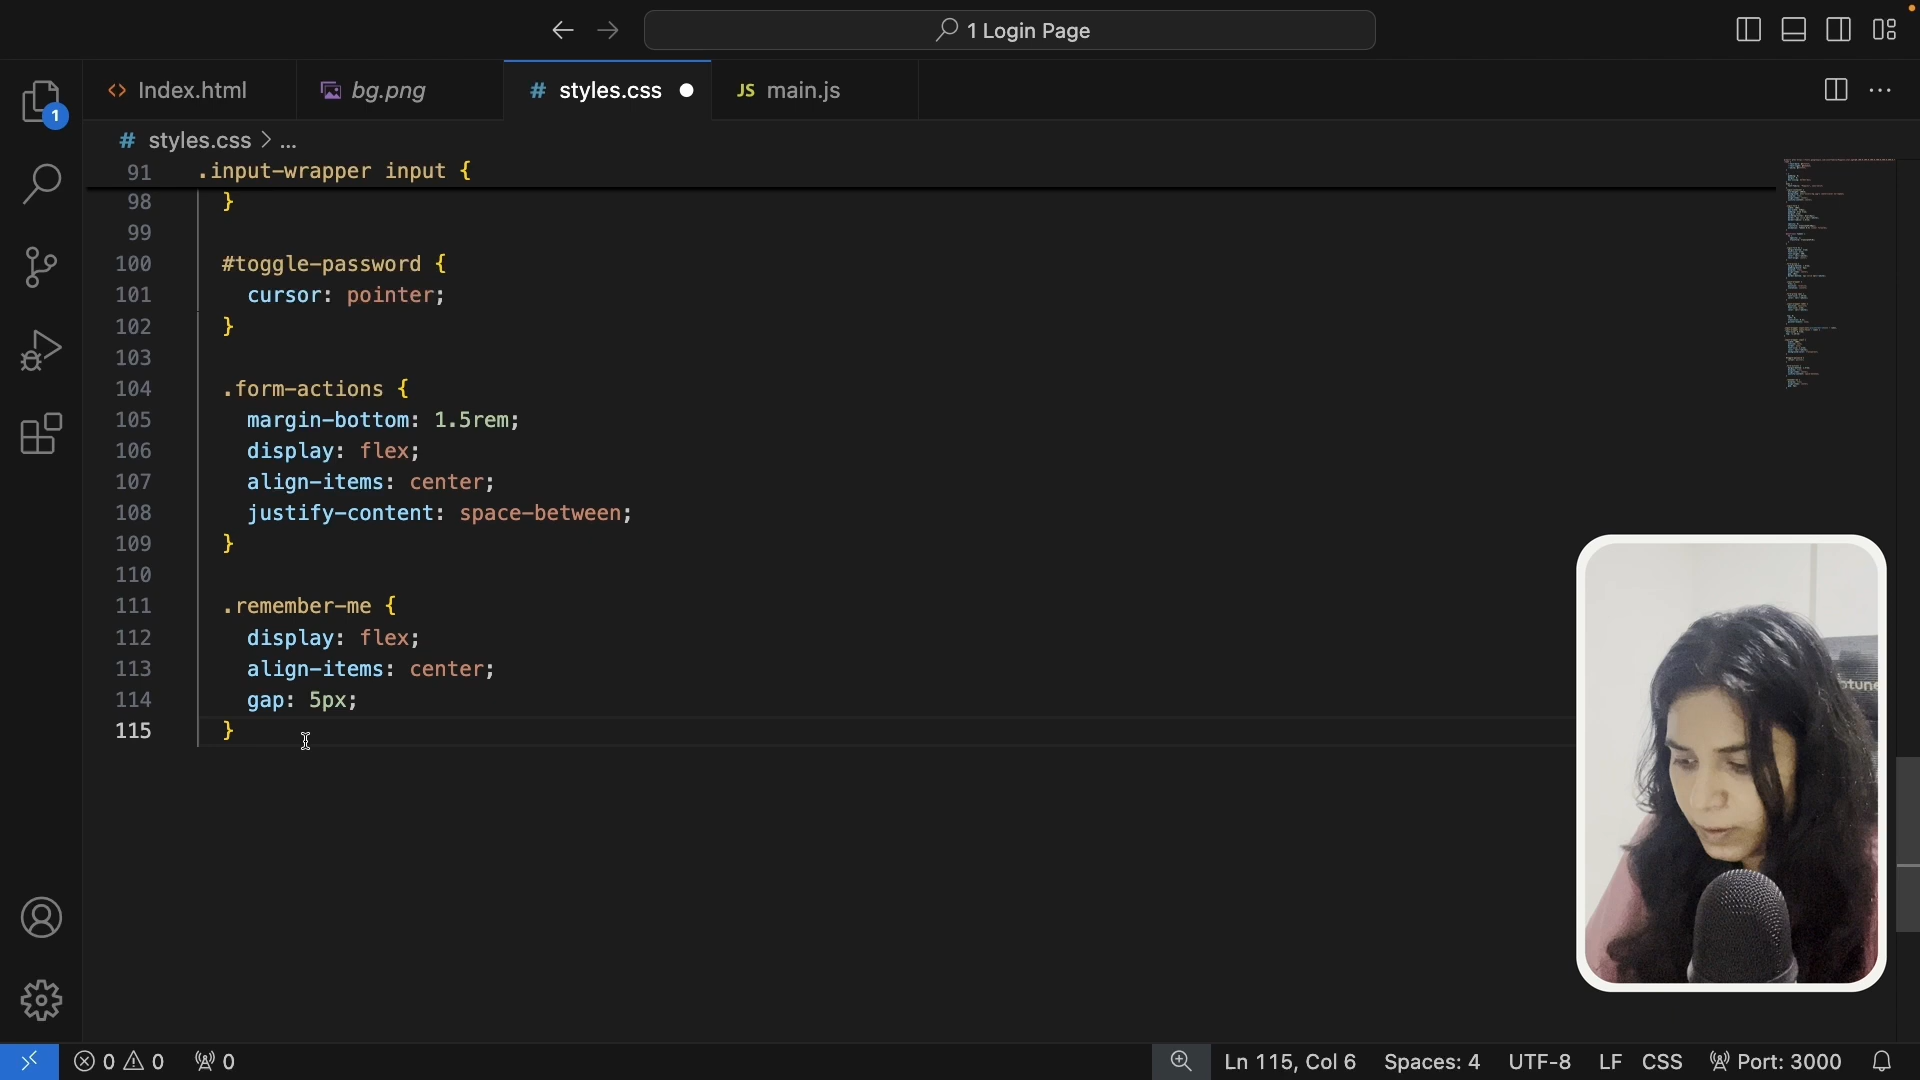 1 Login Page
1
<> Index.html
bg.png
# styles.css
JS main.js
# styles.css > ...
91 .input-wrapper input {
98 }
99
100 #toggle-password {
101 cursor: pointer;
102 }
103
104 .form-actions {
105 margin-bottom: 1.5rem;
106 display: flex;
107 align-items: center;
108 justify-content: space-between;
109 }
110
111 .remember-me {
112 display: flex;
113 align-items: center;
114 gap: 5px;
115 }
0 0 0
Ln 115, Col 6 Spaces: 4 UTF-8 LF CSS Port: 3000